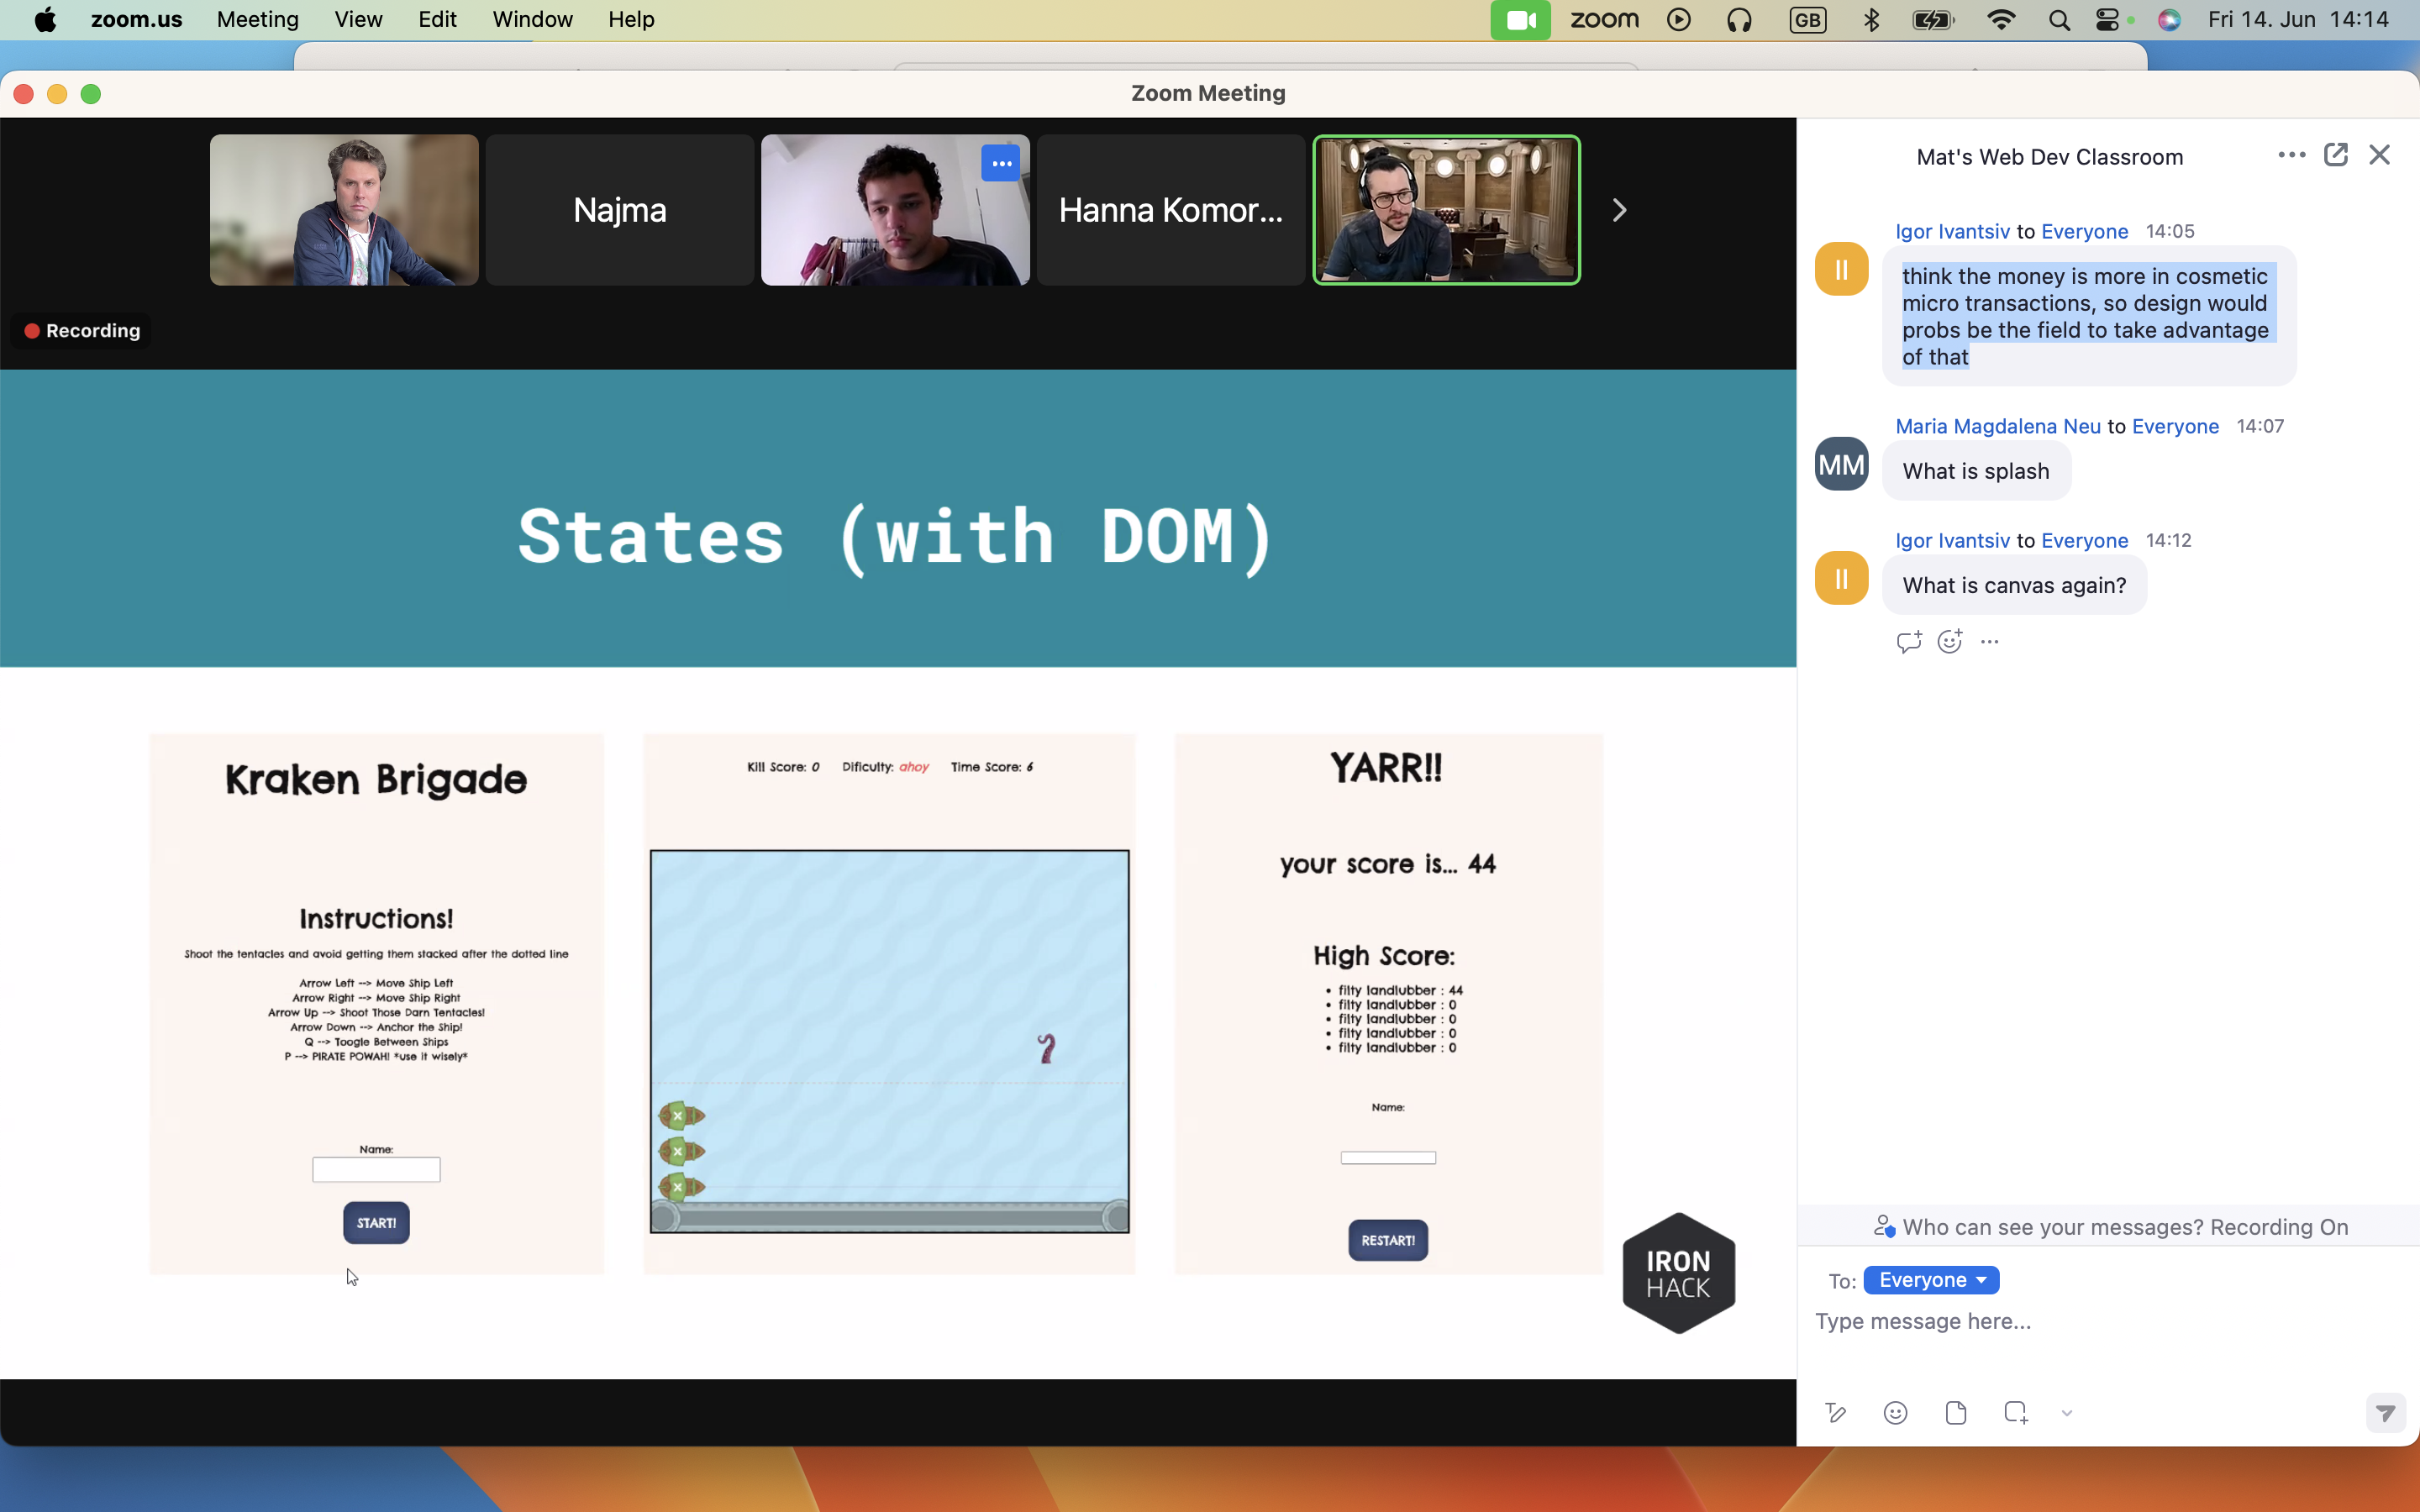 zoom.us Meeting View Edit Window Help
zoom GB Fri 14. Jun 14:14
Zoom Meeting
Najma
Hanna Komor...
Recording
States (with DOM)
Kraken Brigade
Instructions!
Shoot the tentacles and avoid getting them stacked after the dotted line
Arrow Left --> Move Ship Left
Arrow Right --> Move Ship Right
Arrow Up --> Shoot Those Darn Tentacles!
Arrow Down --> Anchor the Ship!
Q --> Toogle Between Ships
P --> PIRATE POWAH! *use it wisely*
Name:
START!
Kill Score: 0 Dificulty: ahoy Time Score: 6
YARR!!
your score is... 44
High Score:
• filty landlubber : 44
• filty landlubber : 0
• filty landlubber : 0
• filty landlubber : 0
• filty landlubber : 0
Name:
RESTART!
IRON
HACK
Mat's Web Dev Classroom
Igor Ivantsiv to Everyone 14:05
II
think the money is more in cosmetic
micro transactions, so design would
probs be the field to take advantage
of that
Maria Magdalena Neu to Everyone 14:07
MM
What is splash
Igor Ivantsiv to Everyone 14:12
II
What is canvas again?
Who can see your messages? Recording On
To: Everyone
Type message here...